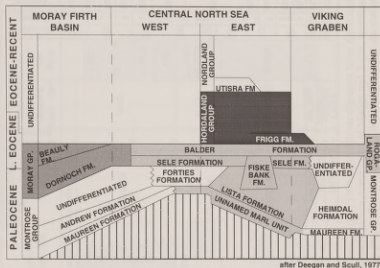 MORAY FIRTH BASIN
CENTRAL NORTH SEA
VIKING GRABEN
WEST
EAST
EOCENE-RECENT
L. EOCENE
PALEOCENE
UNDIFFERENTIATED
NORDLAND GROUP
UTISRA FM.
HORDALAND GROUP
FRIGG FM.
UNDIFFERENTIATED
MORAY GP.
BEAULY FM.
DORNOCH FM.
BALDER FORMATION
SELE FORMATION
SELE FM.
FORTIES FORMATION
FISKE BANK FM.
UNDIFFER-
ENTIATED
ROGA-
LAND GP.
MONTROSE GP.
MONTROSE GROUP
UNDIFFERENTIATED
ANDREW FORMATION
MAUREEN FORMATION
LISTA FORMATION
UNNAMED MARL UNIT
HEIMDAL FORMATION
MAUREEN FM.
after Deegan and Scull, 1977